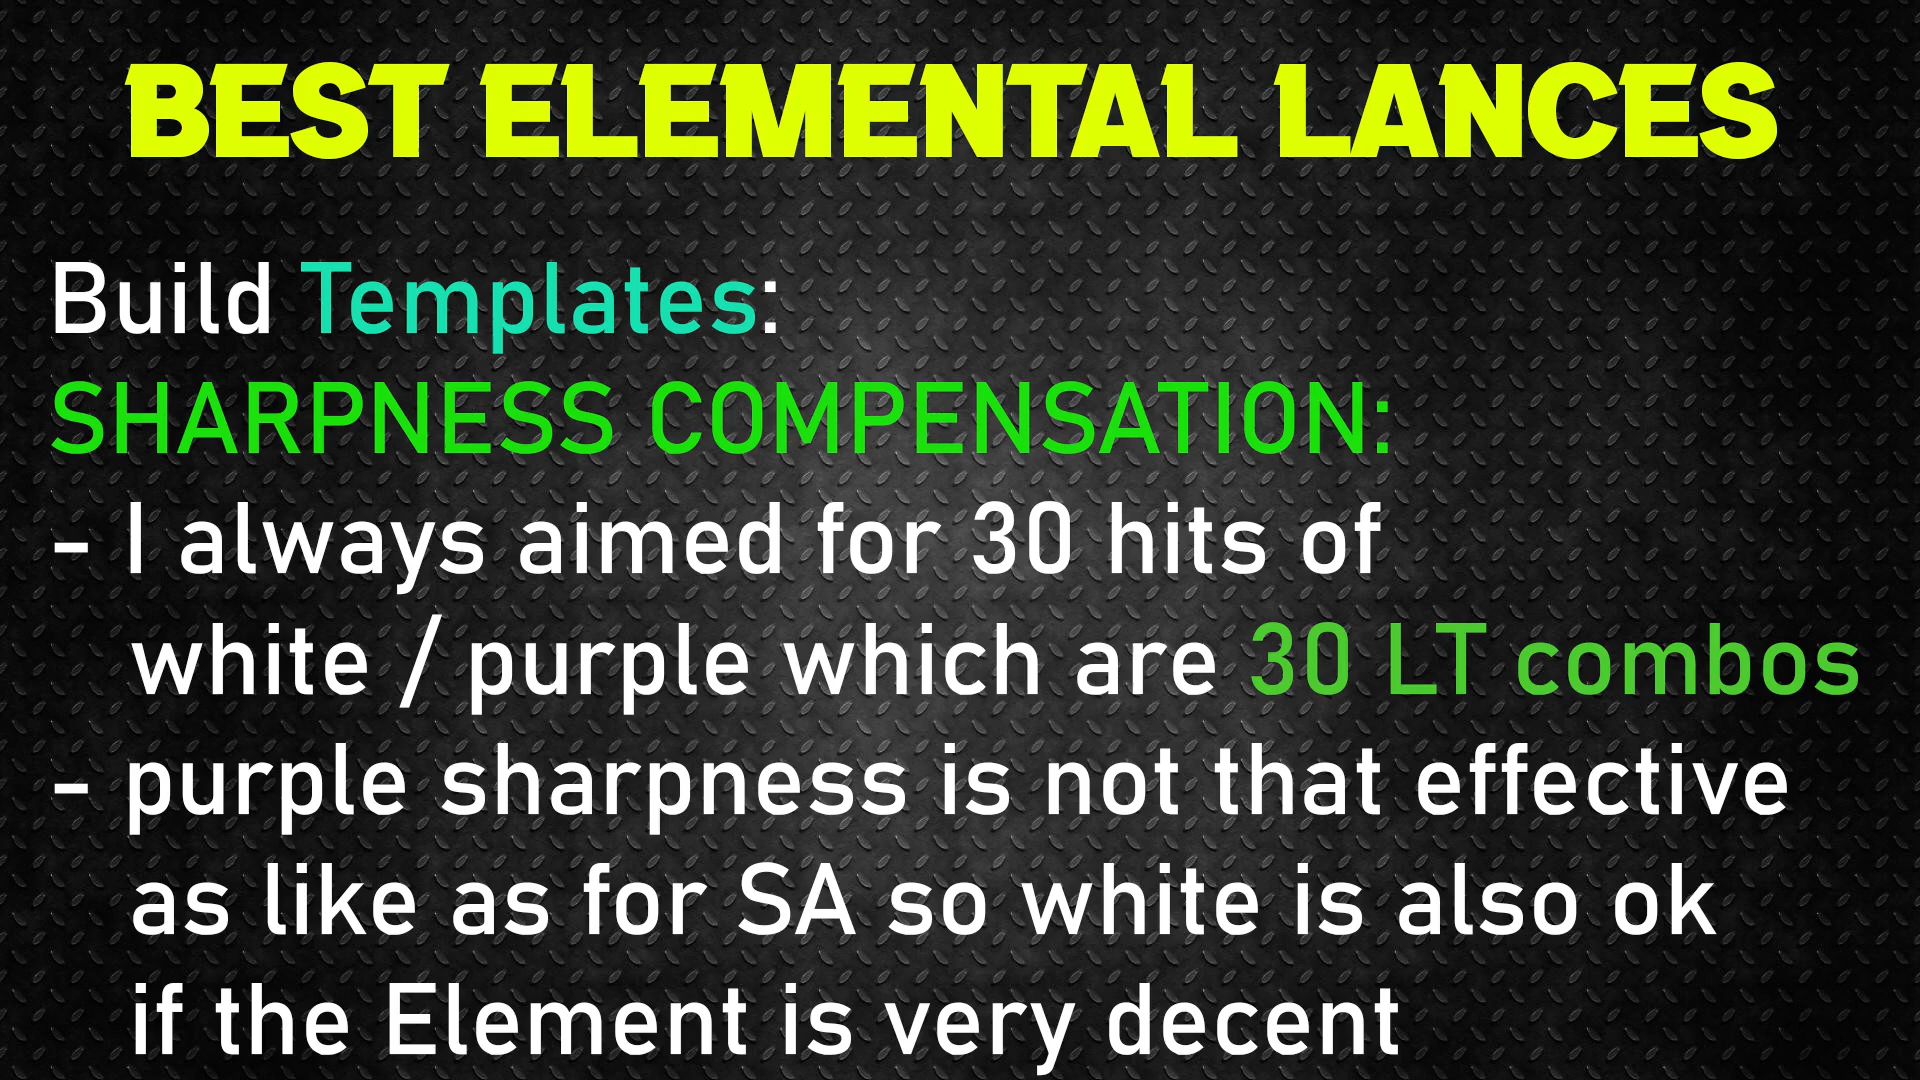 BEST ELEMENTAL LANCES
Build Templates:
SHARPNESS COMPENSATION:
- I always aimed for 30 hits of
white / purple which are 30 LT combos
- purple sharpness is not that effective
as like as for SA so white is also ok
if the Element is very decent